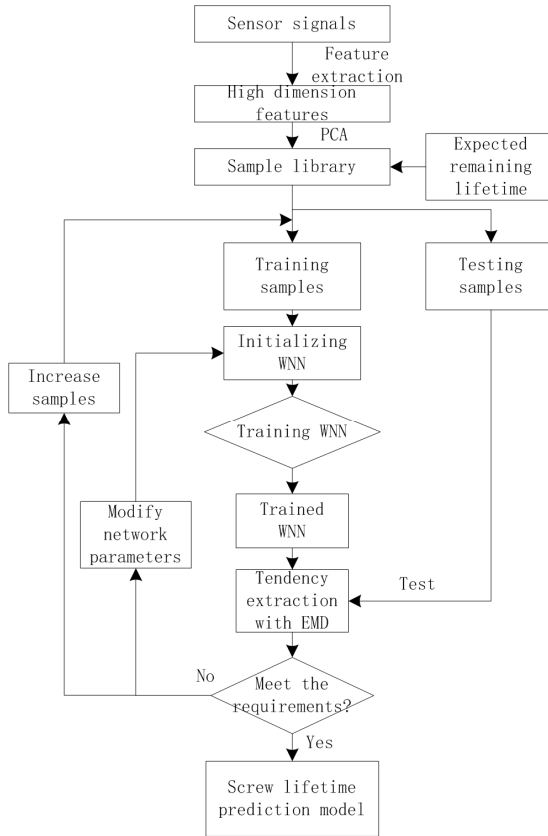 Sensor signals
Feature
extraction
High dimension
features
PCA
Sample library
Expected
remaining
lifetime
Training
samples
Testing
samples
Initializing
WNN
Increase
samples
Training WNN
Modify
network
parameters
Trained
WNN
Tendency
extraction
with EMD
Test
No
Meet the
requirements?
Yes
Screw lifetime
prediction model